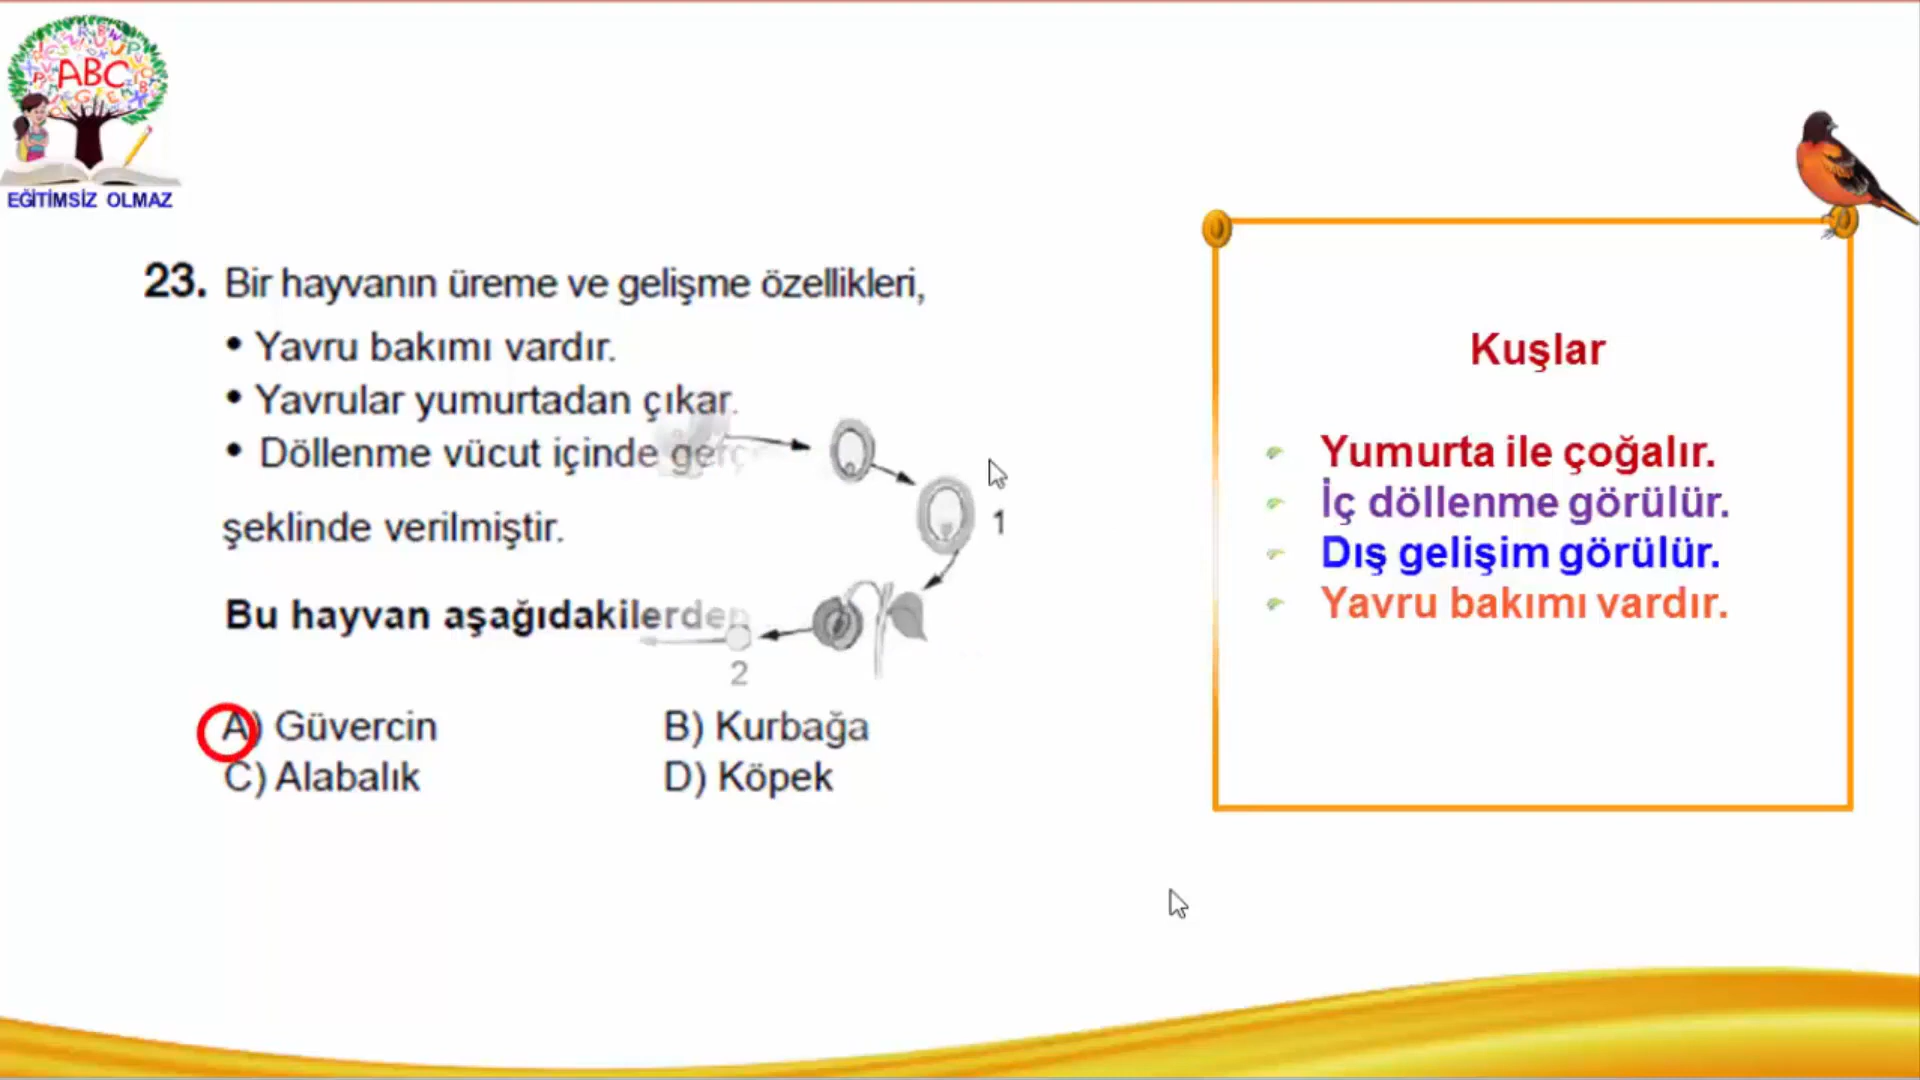 ABC
EĞİTİMSİZ OLMAZ
23. Bir hayvanın üreme ve gelişme özellikleri,
• Yavru bakımı vardır.
• Yavrular yumurtadan çıkar.
• Döllenme vücut içinde
şeklinde verilmiştir.
Bu hayvan aşağıdakilerden
1
2
A) Güvercin
B) Kurbağa
C) Alabalık
D) Köpek
Kuşlar
Yumurta ile çoğalır.
İç döllenme görülür.
Dış gelişim görülür.
Yavru bakımı vardır.